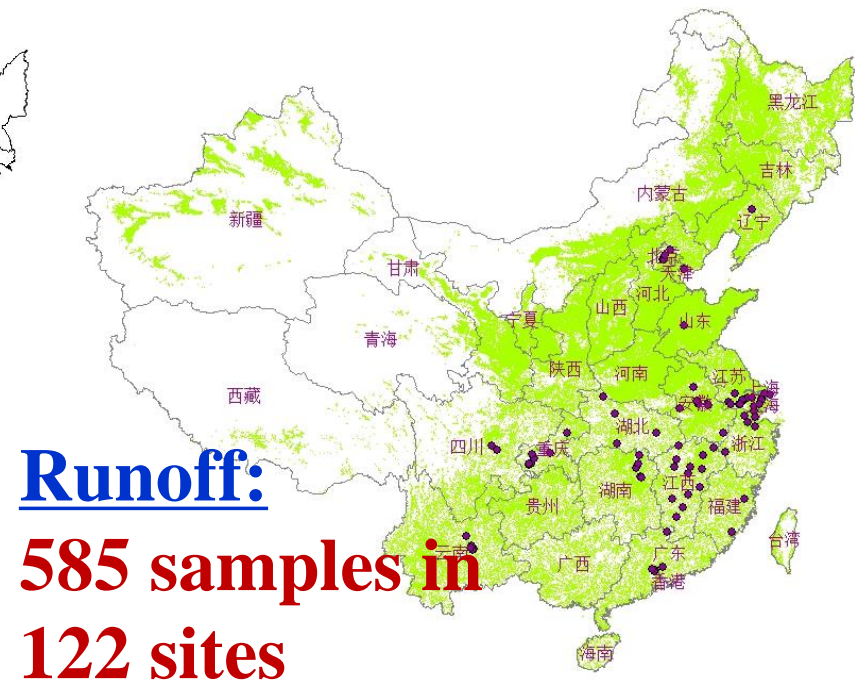 黑龙江
吉林
内蒙古
辽宁
新疆
北京
天津
甘肃
河北
山西
宁夏
山东
青海
陕西
河南
江苏
上海
西藏
安徽
湖北
四川
重庆
浙江
湖南
江西
贵州
福建
云南
广西
广东
台湾
香港
海南
Runoff:
585 samples in
122 sites